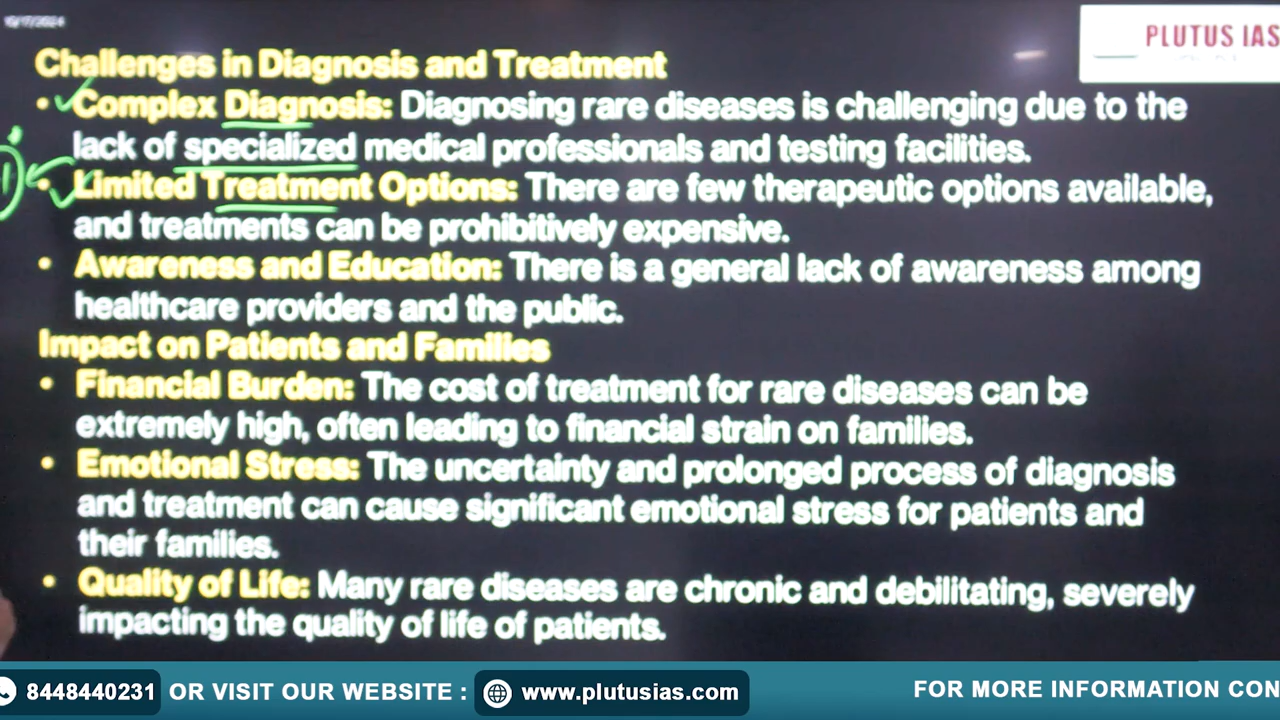 10/17/2024
PLUTUS IAS
Challenges in Diagnosis and Treatment
• Complex Diagnosis: Diagnosing rare diseases is challenging due to the
lack of specialized medical professionals and testing facilities.
• Limited Treatment Options: There are few therapeutic options available,
and treatments can be prohibitively expensive.
• Awareness and Education: There is a general lack of awareness among
healthcare providers and the public.
Impact on Patients and Families
• Financial Burden: The cost of treatment for rare diseases can be
extremely high, often leading to financial strain on families.
• Emotional Stress: The uncertainty and prolonged process of diagnosis
and treatment can cause significant emotional stress for patients and
their families.
• Quality of Life: Many rare diseases are chronic and debilitating, severely
impacting the quality of life of patients.
8448440231 OR VISIT OUR WEBSITE : www.plutusias.com FOR MORE INFORMATION CON